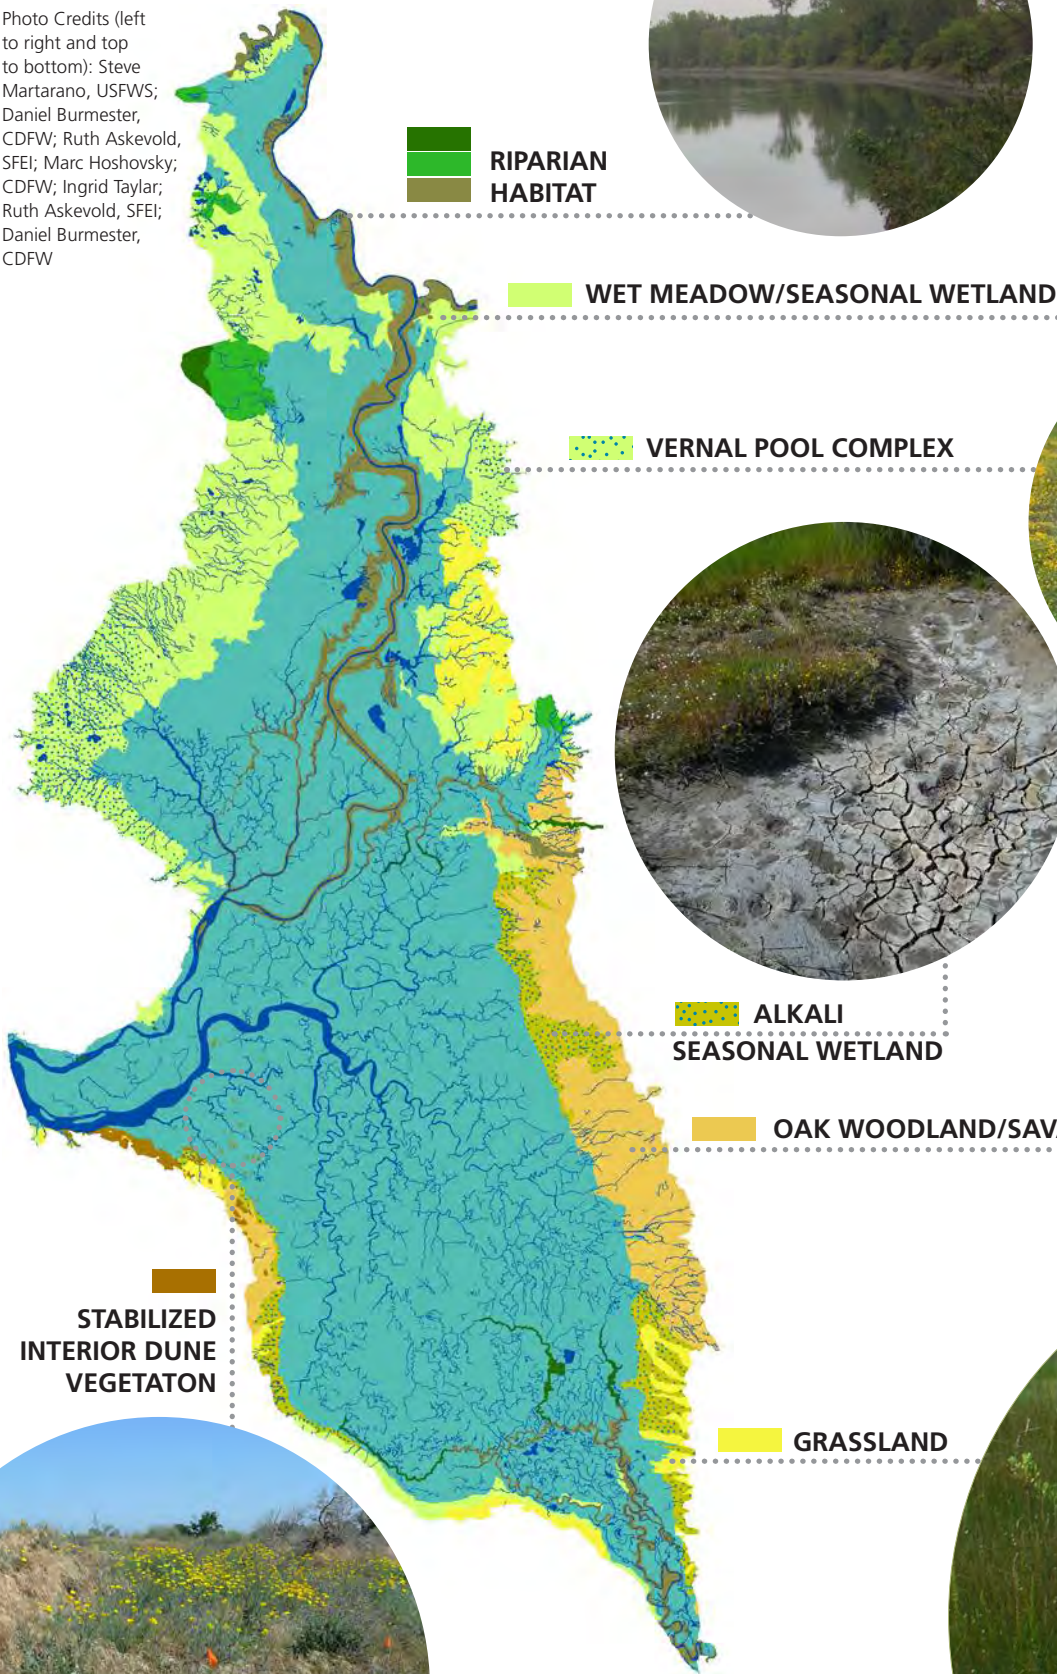 Photo Credits (left
to right and top
to bottom): Steve
Martarano, USFWS;
Daniel Burmester,
CDFW; Ruth Askevold,
SFEI; Marc Hoshovsky;
CDFW; Ingrid Taylar;
Ruth Askevold, SFEI;
Daniel Burmester,
CDFW
RIPARIAN
HABITAT
WET MEADOW/SEASONAL WETLAND
VERNAL POOL COMPLEX
ALKALI
SEASONAL WETLAND
OAK WOODLAND/
STABILIZED
INTERIOR DUNE
VEGETATON
GRASSLAND